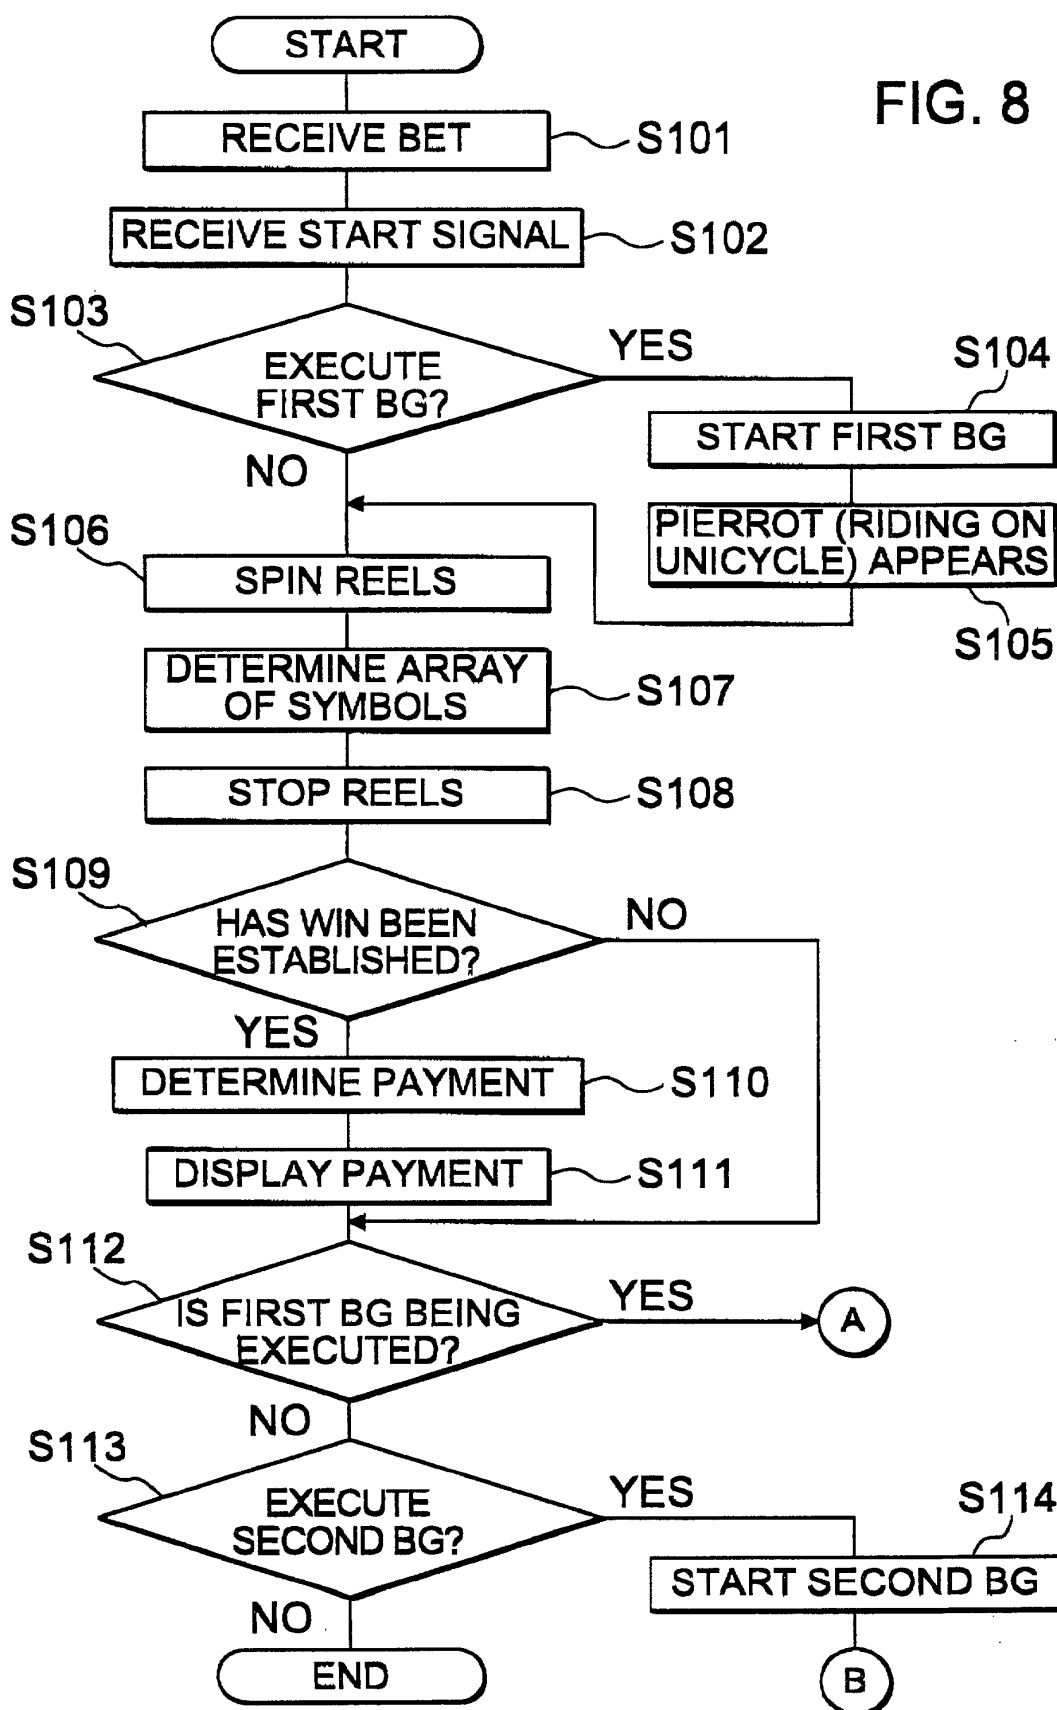 START
FIG. 8
RECEIVE BET
S101
RECEIVE START SIGNAL
S102
S103
EXECUTE
FIRST BG?
YES
NO
S104
START FIRST BG
PIERROT (RIDING ON
UNICYCLE) APPEARS
S105
S106
SPIN REELS
DETERMINE ARRAY
OF SYMBOLS
S107
STOP REELS
S108
S109
HAS WIN BEEN
ESTABLISHED?
NO
YES
DETERMINE PAYMENT
S110
DISPLAY PAYMENT
S111
S112
IS FIRST BG BEING
EXECUTED?
YES
A
NO
S113
EXECUTE
SECOND BG?
YES
S114
START SECOND BG
NO
END
B